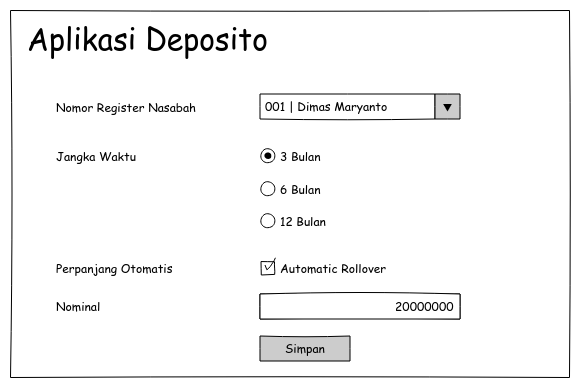 Aplikasi Deposito
Nomor Register Nasabah 001 | Dimas Maryanto
Jangka Waktu 3 Bulan
6 Bulan
12 Bulan
Perpanjang Otomatis Automatic Rollover
Nominal 20000000
Simpan